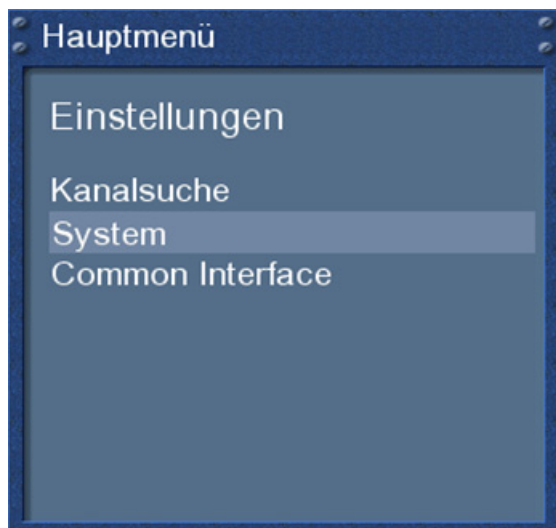 Hauptmenü
Einstellungen
Kanalsuche
System
Common Interface